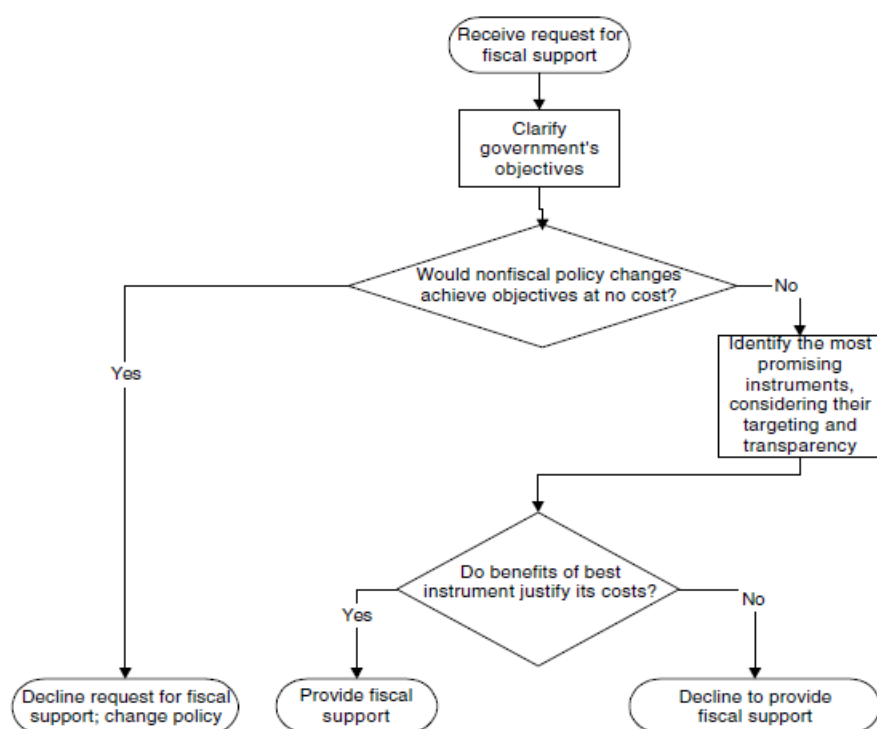 Receive request for
fiscal support
Clarify
government's
objectives
Would nonfiscal policy changes
achieve objectives at no cost?
No
Yes
Identify the most
promising
instruments,
considering their
targeting and
transparency
Do benefits of best
instrument justify its costs?
Yes
No
Decline request for fiscal
support; change policy
Provide fiscal
support
Decline to provide
fiscal support